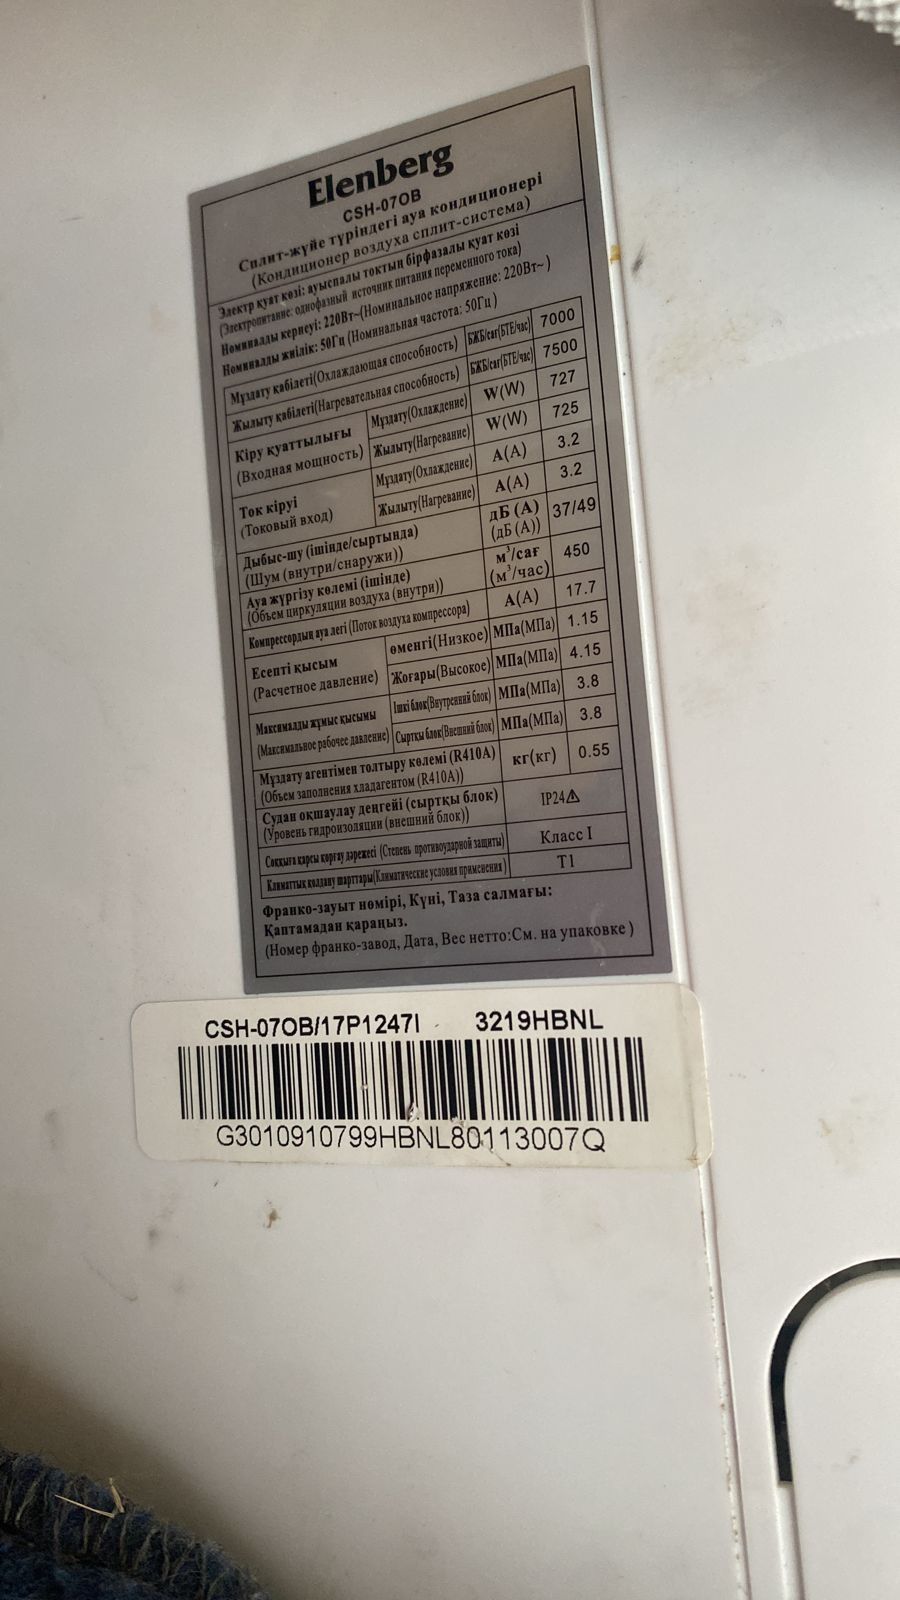 Elenberg
CSH-07OB
Сплит-жүйе түріндегі ауа кондиционері
(Кондиционер воздуха сплит-система)
Электр қуат көзі: ауыспалы токтың бірфазалы қуат көзі
(Электропитание: однофазный источник питания переменного тока)
Номиналды кернеуі: 220Вт~(Номинальное напряжение: 220Вт~)
Номиналды жиілік: 50Гц (Номинальная частота: 50Гц)
Мұздату қабілеті(Охлаждающая способность) БЖБ/сағ(БТЕ/час) 7000
Жылыту қабілеті(Нагревательная способность) БЖБ/сағ(БТЕ/час) 7500
Кіру қуаттылығы
(Входная мощность)
Мұздату(Охлаждение) W(W) 727
Жылыту(Нагревание) W(W) 725
Ток кіруі
(Токовый вход)
Мұздату(Охлаждение) А(А) 3.2
Жылыту(Нагревание) А(А) 3.2
Дыбыс-шу (ішінде/сыртында)
(Шум (внутри/снаружи))
дБ (А)
(дБ (А))
37/49
Ауа жүргізу көлемі (ішінде)
(Объем циркуляции воздуха (внутри))
м³/сағ
(м³/час)
450
Компрессордың ауа легі (Поток воздуха компрессора) А(А) 17.7
Есепті қысым
(Расчетное давление)
өменгі(Низкое) МПа(МПа) 1.15
Жоғары(Высокое) МПа(МПа) 4.15
Максималды жұмыс қысымы
(Максимальное рабочее давление)
Ішкі блок(Внутренний блок) МПа(МПа) 3.8
Сыртқы блок(Внешний блок) МПа(МПа) 3.8
Мұздату агентімен толтыру көлемі (R410A)
(Объем заполнения хладагентом (R410A))
кг(кг) 0.55
Судан оқшаулау деңгейі (сыртқы блок)
(Уровень гидроизоляции (внешний блок))
IP24⚠
Соққыға қарсы қорғау дәрежесі (Степень противоударной защиты) Класс I
Климаттық қолдану шарттары(Климатические условия применения) T1
Франко-зауыт нөмірі, Күні, Таза салмағы:
Қаптамадан қараңыз.
(Номер франко-завод, Дата, Вес нетто:См. на упаковке)
CSH-07OB/17P1247I 3219HBNL
G3010910799HBNL80113007Q